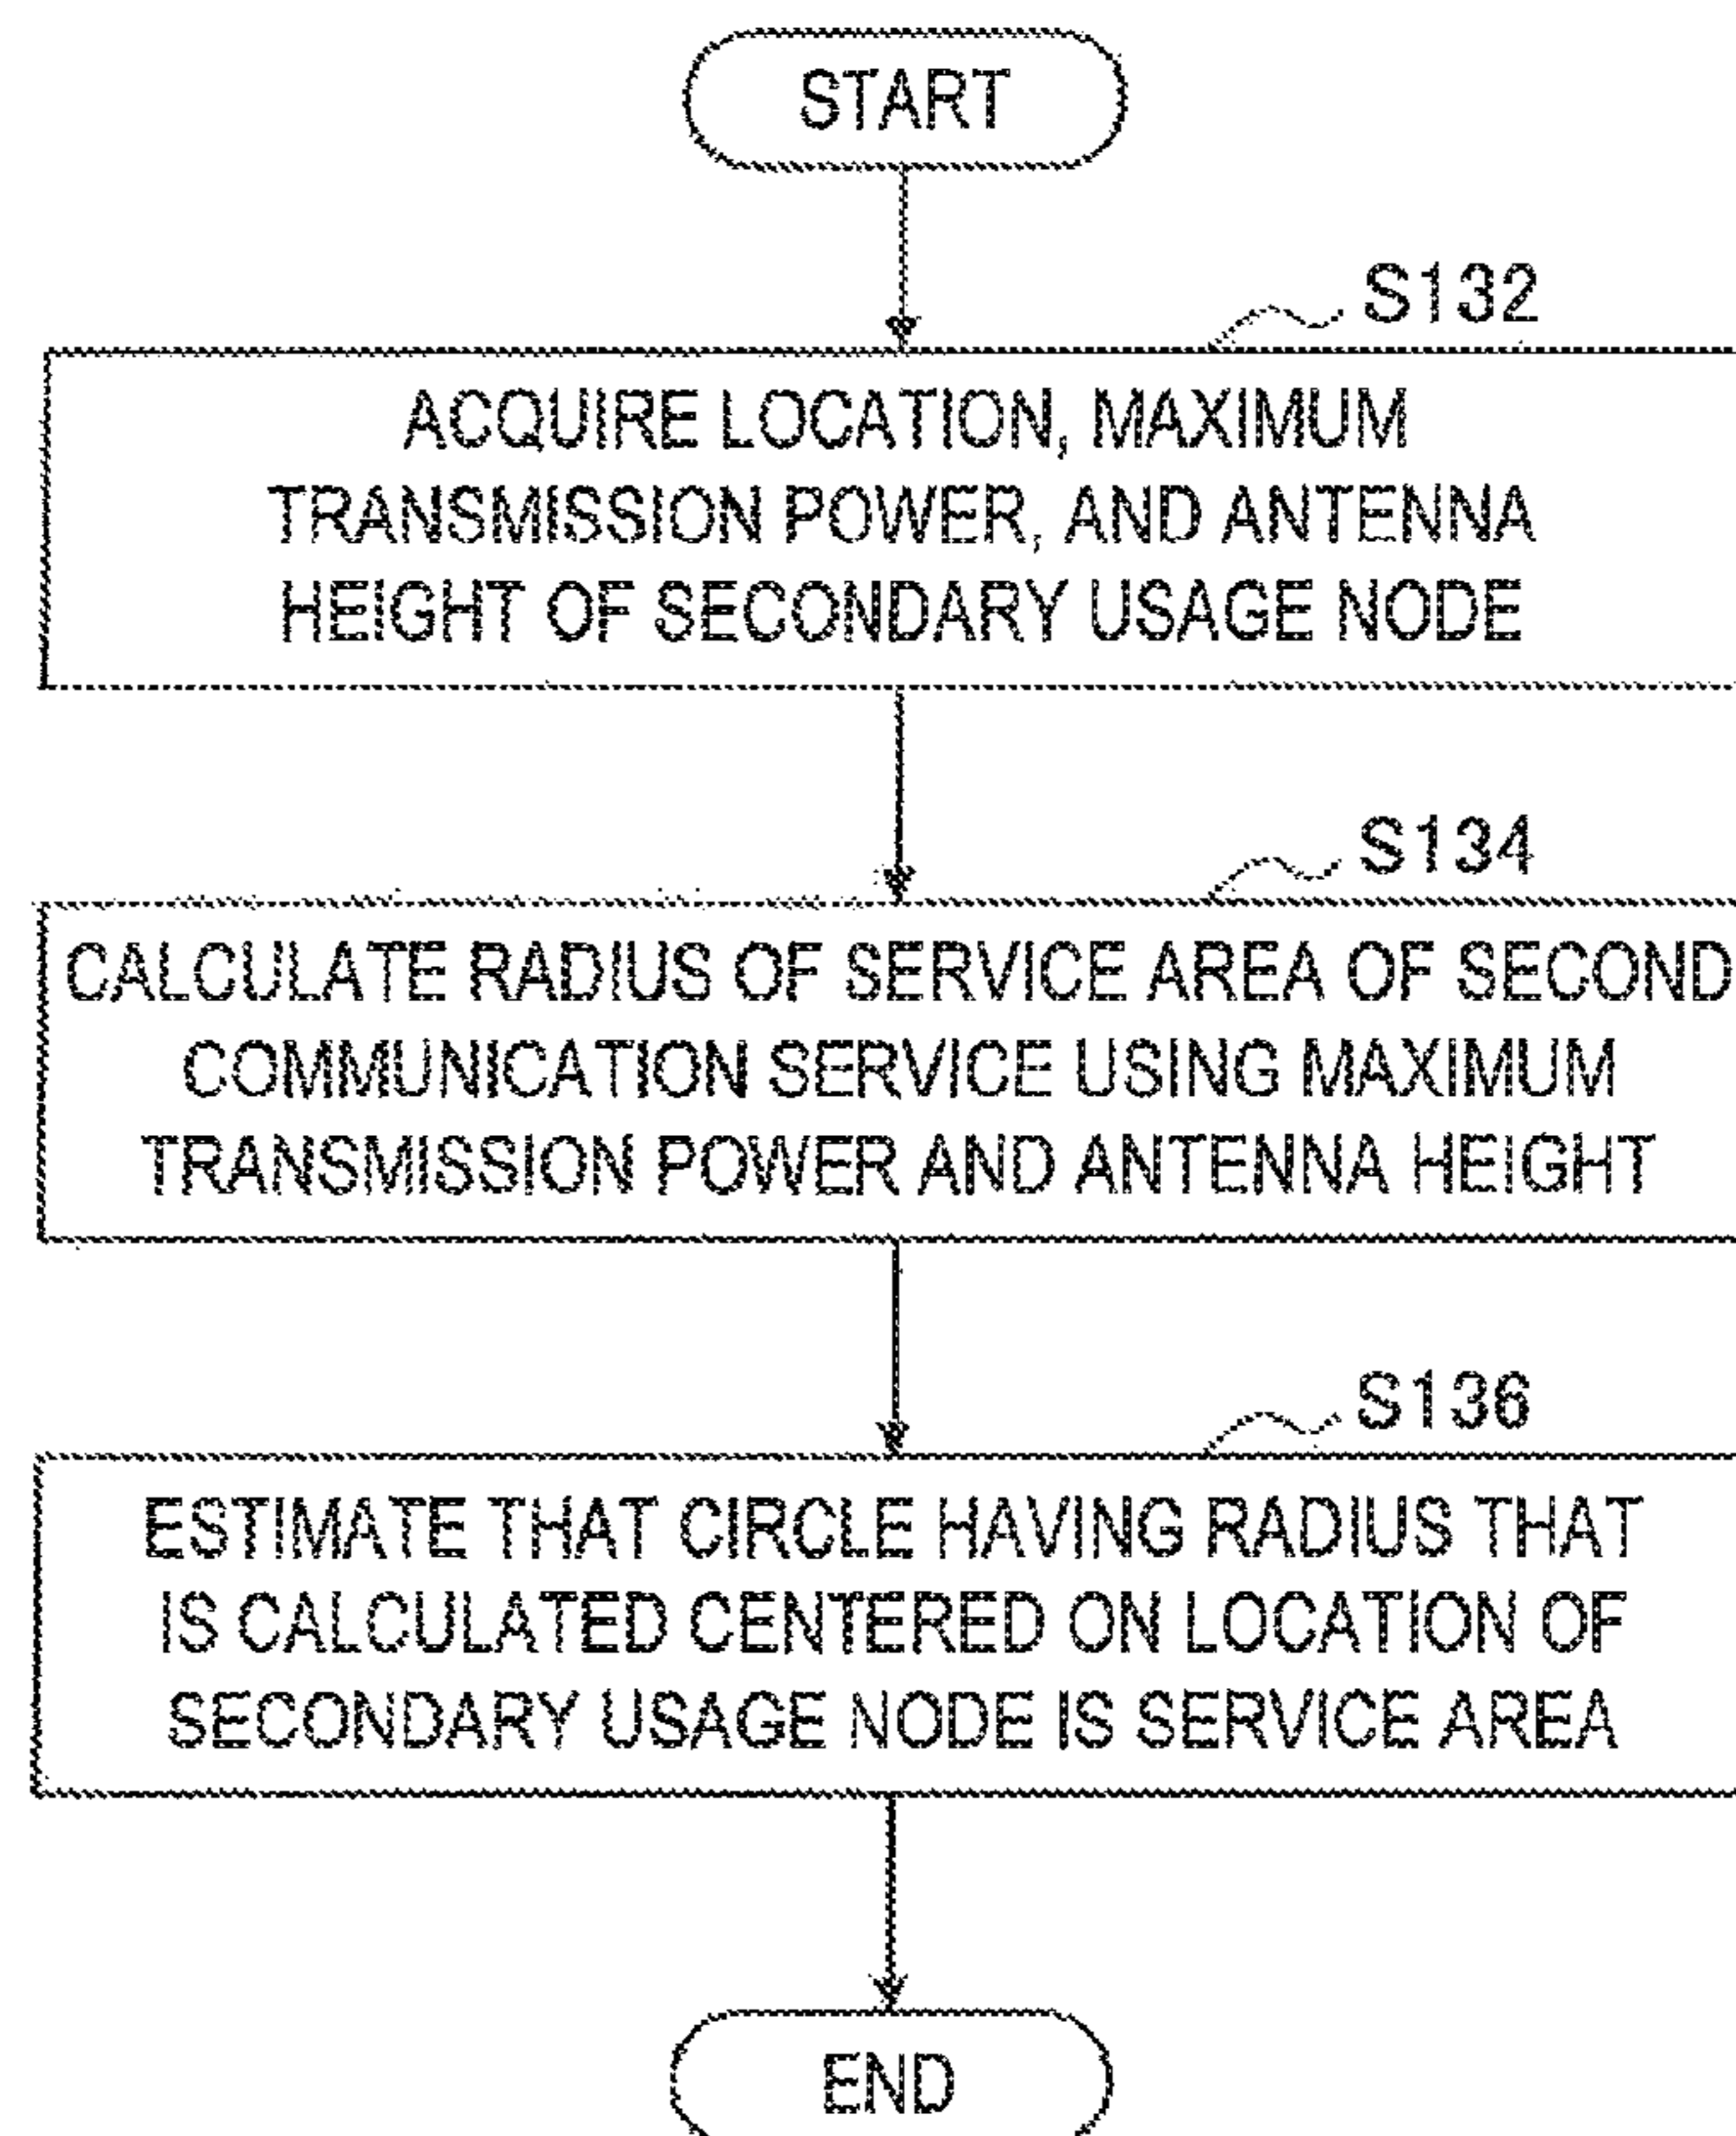 START
S132
ACQUIRE LOCATION, MAXIMUM
TRANSMISSION POWER, AND ANTENNA
HEIGHT OF SECONDARY USAGE NODE
S134
CALCULATE RADIUS OF SERVICE AREA OF SECOND
COMMUNICATION SERVICE USING MAXIMUM
TRANSMISSION POWER AND ANTENNA HEIGHT
S136
ESTIMATE THAT CIRCLE HAVING RADIUS THAT
IS CALCULATED CENTERED ON LOCATION OF
SECONDARY USAGE NODE IS SERVICE AREA
END